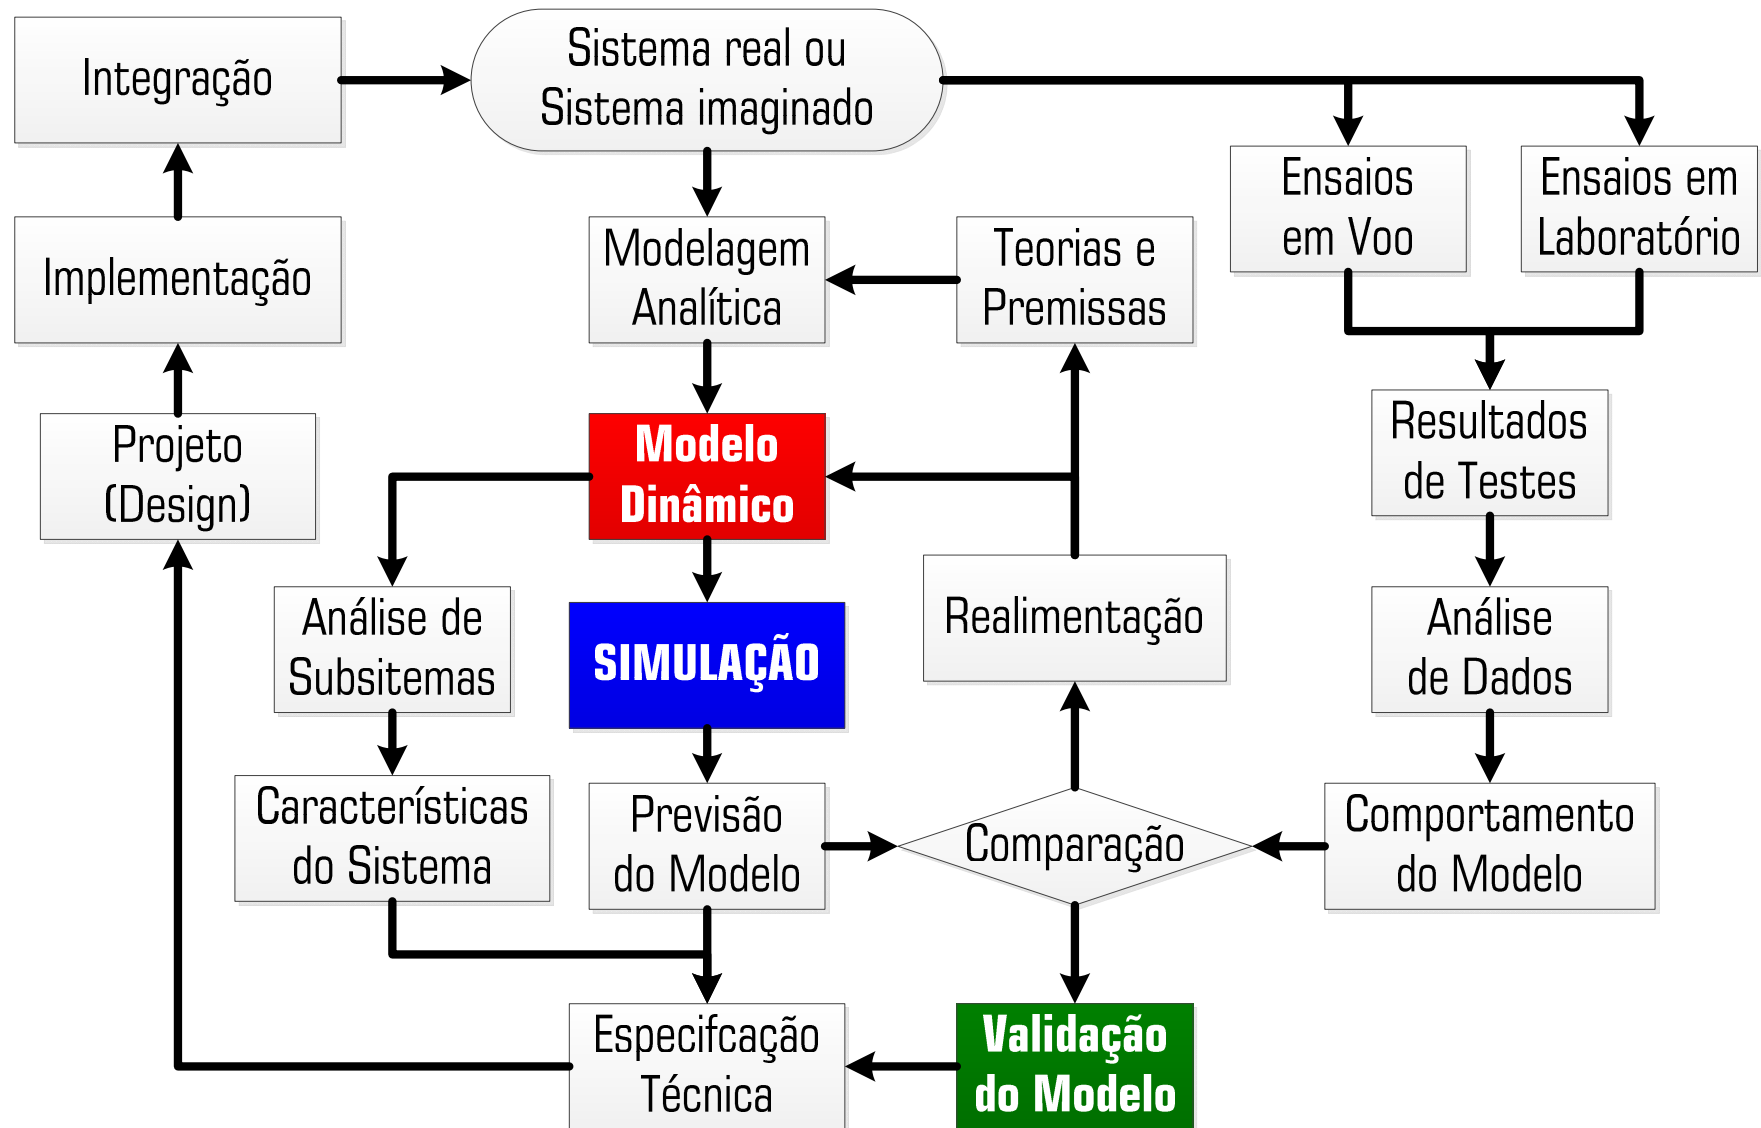 Integração
Sistema real ou
Sistema imaginado
Ensaios
em Voo
Ensaios em
Laboratório
Implementação
Modelagem
Analítica
Teorias e
Premissas
Projeto
(Design)
Modelo
Dinâmico
Resultados
de Testes
Análise de
Subsitemas
SIMULAÇÃO
Realimentação
Análise
de Dados
Características
do Sistema
Previsão
do Modelo
Comparação
Comportamento
do Modelo
Especifcação
Técnica
Validação
do Modelo